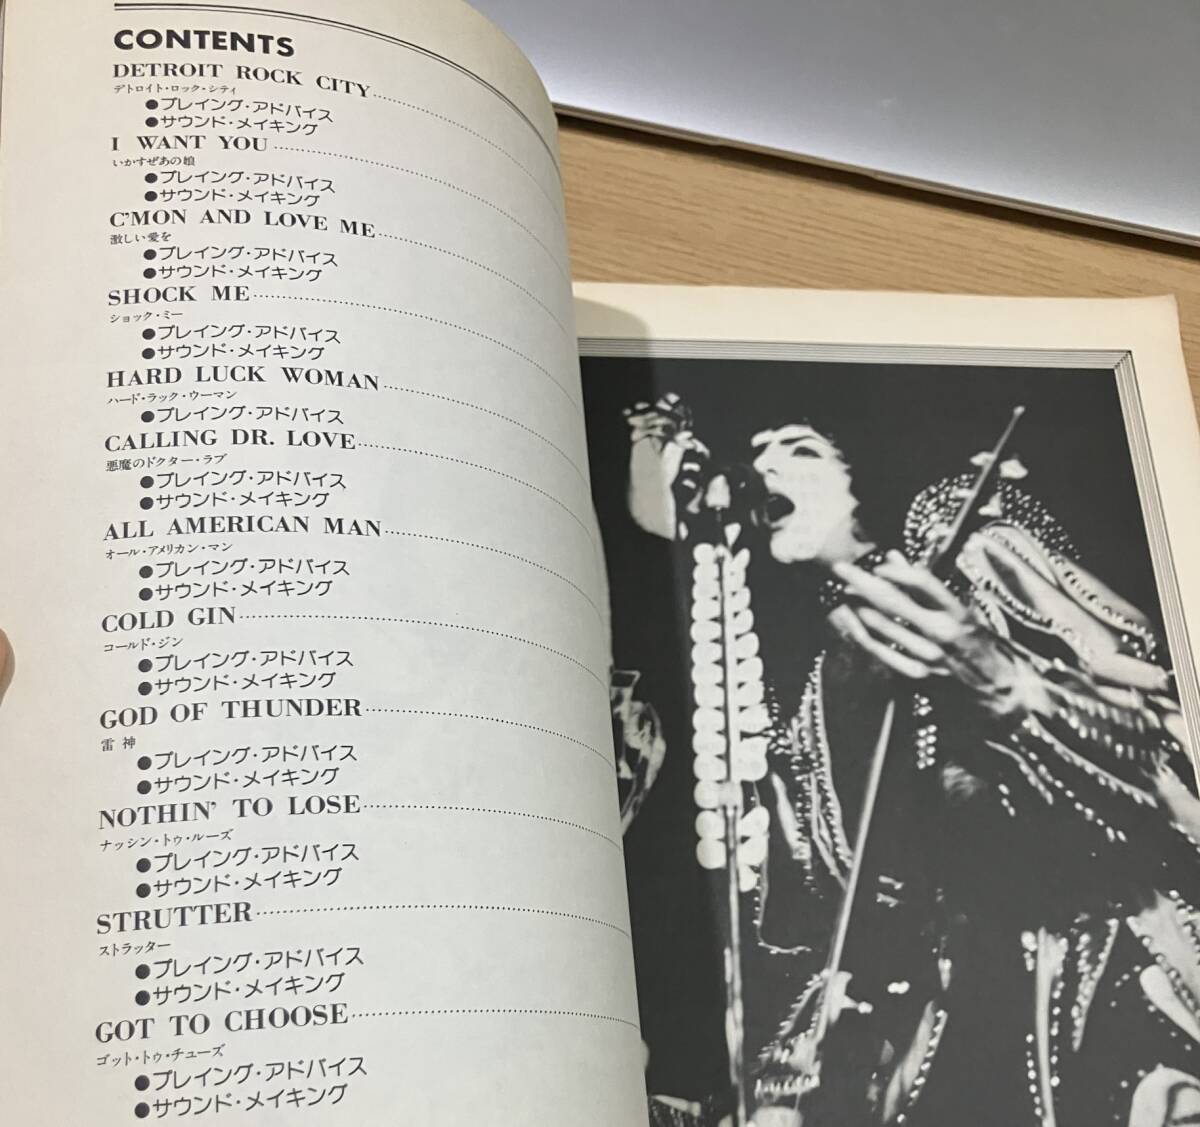 CONTENTS
DETROIT ROCK CITY
デトロイト・ロック・シティ
●プレイング・アドバイス
●サウンド・メイキング
I WANT YOU
いかすぜあの娘
●プレイング・アドバイス
●サウンド・メイキング
C'MON AND LOVE ME
激しい愛を
●プレイング・アドバイス
●サウンド・メイキング
SHOCK ME
ショック・ミー
●プレイング・アドバイス
●サウンド・メイキング
HARD LUCK WOMAN
ハード・ラック・ウーマン
●プレイング・アドバイス
CALLING DR. LOVE
悪魔のドクター・ラブ
●プレイング・アドバイス
●サウンド・メイキング
ALL AMERICAN MAN
オール・アメリカン・マン
●プレイング・アドバイス
●サウンド・メイキング
COLD GIN
コールド・ジン
●プレイング・アドバイス
●サウンド・メイキング
GOD OF THUNDER
雷神
●プレイング・アドバイス
●サウンド・メイキング
NOTHIN' TO LOSE
ナッシン・トゥ・ルーズ
●プレイング・アドバイス
●サウンド・メイキング
STRUTTER
ストラッター
●プレイング・アドバイス
●サウンド・メイキング
GOT TO CHOOSE
ゴット・トゥ・チューズ
●プレイング・アドバイス
●サウンド・メイキング